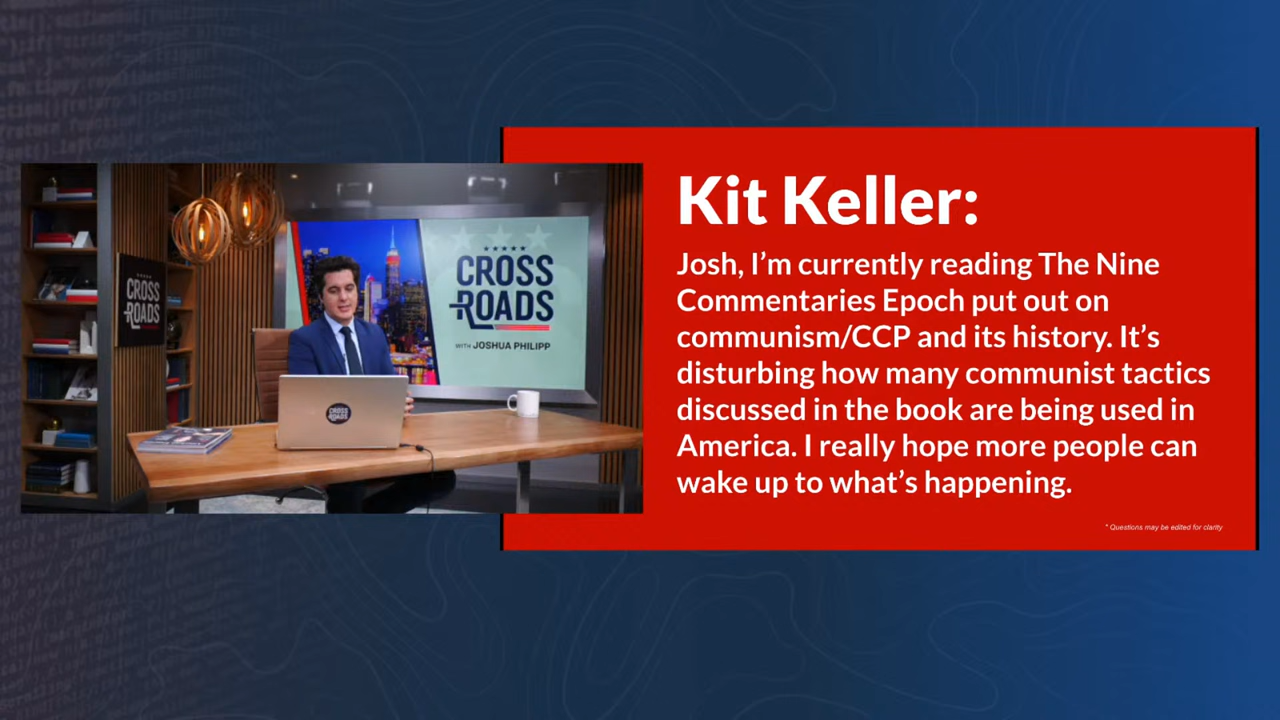 CROSS
ROADS
CROSS
ROADS
WITH JOSHUA PHILIPP
CROSS
ROADS
Kit Keller:
Josh, I'm currently reading The Nine
Commentaries Epoch put out on
communism/CCP and its history. It's
disturbing how many communist tactics
discussed in the book are being used in
America. I really hope more people can
wake up to what's happening.
* Questions may be edited for clarity